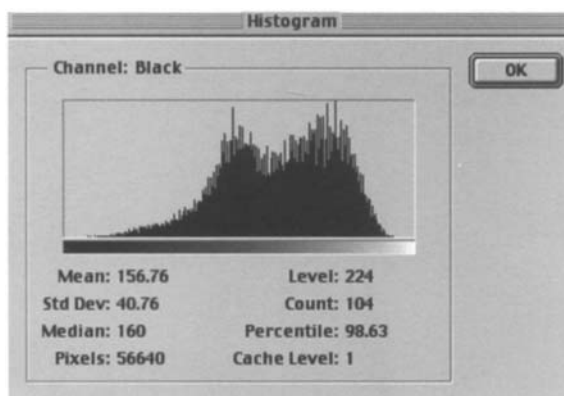 Histogram
Channel: Black
OK
Mean: 156.76
Level: 224
Std Dev: 40.76
Count: 104
Median: 160
Percentile: 98.63
Pixels: 56640
Cache Level: 1